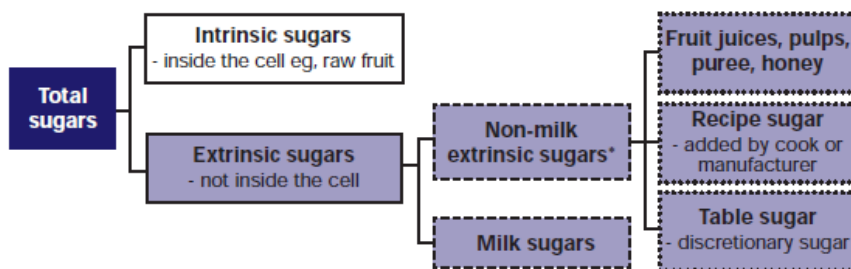 Total
sugars
Intrinsic sugars
- inside the cell eg, raw fruit
Extrinsic sugars
- not inside the cell
Non-milk
extrinsic sugars*
Milk sugars
Fruit juices, pulps,
puree, honey
Recipe sugar
- added by cook or
manufacturer
Table sugar
- discretionary sugar